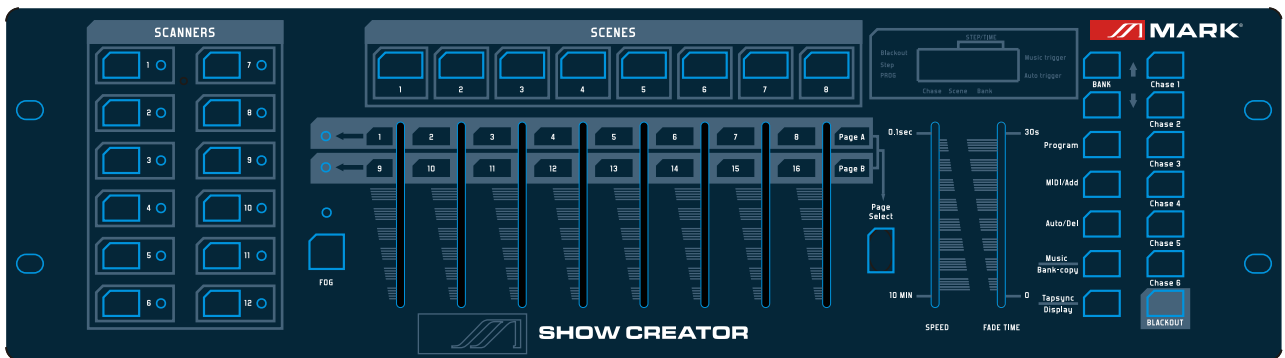 SCANNERS
1 7
2 8
3 9
4 10
5 11
6 12
SCENES
1 2 3 4 5 6 7 8
1 2 3 4 5 6 7 8 Page A
9 10 11 12 13 14 15 16 Page B
FOG
Page
Select
SHOW CREATOR
STEP/TIME
Blackout
Step
PROG
Music trigger
Auto trigger
Chase Scene Bank
0.1sec
10 MIN
SPEED
30s
0
FADE TIME
MARK
BANK
Program
MIDI/Add
Auto/Del
Music
Bank-copy
Tapsync
Display
Chase 1
Chase 2
Chase 3
Chase 4
Chase 5
Chase 6
BLACKOUT